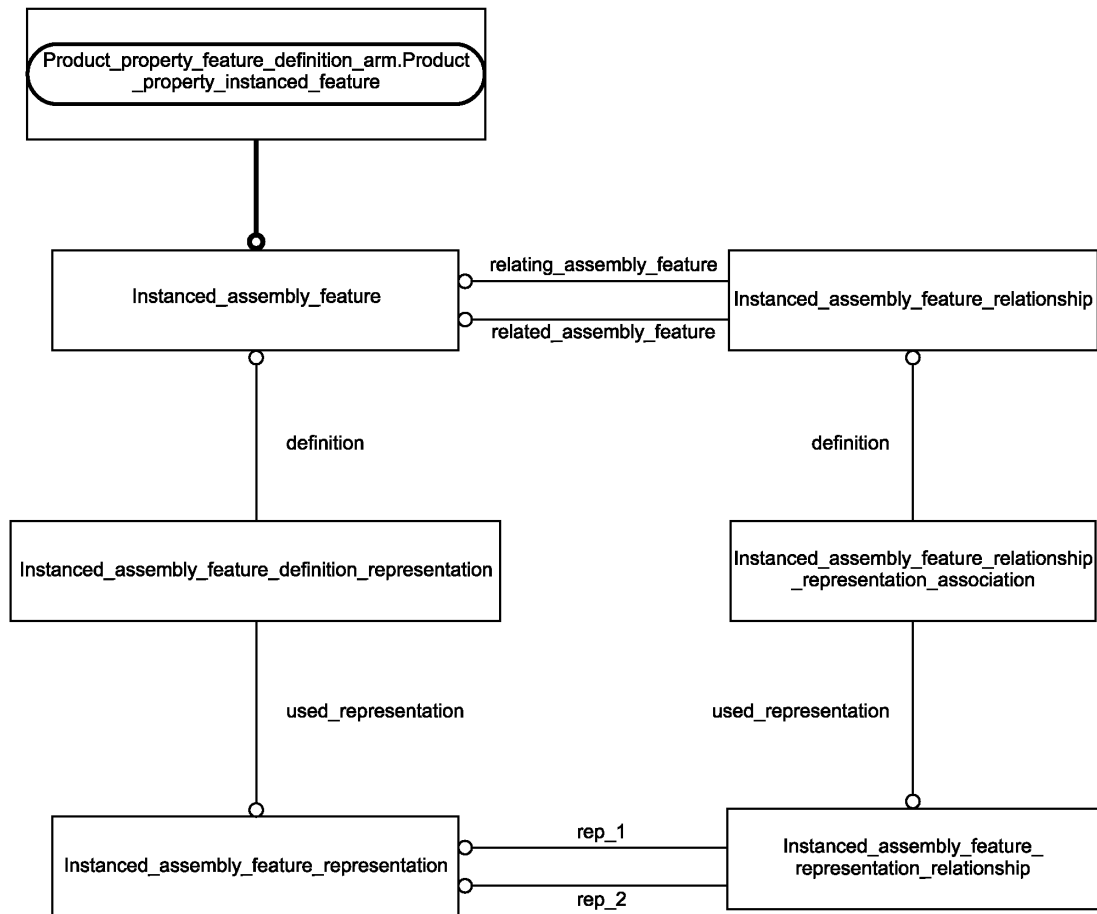 Product_property_feature_definition_arm.Product
_property_instanced_feature
relating_assembly_feature
Instanced_assembly_feature
Instanced_assembly_feature_relationship
related_assembly_feature
definition
definition
Instanced_assembly_feature_definition_representation
Instanced_assembly_feature_relationship
_representation_association
used_representation
used_representation
rep_1
Instanced_assembly_feature_representation
Instanced_assembly_feature_
representation_relationship
rep_2